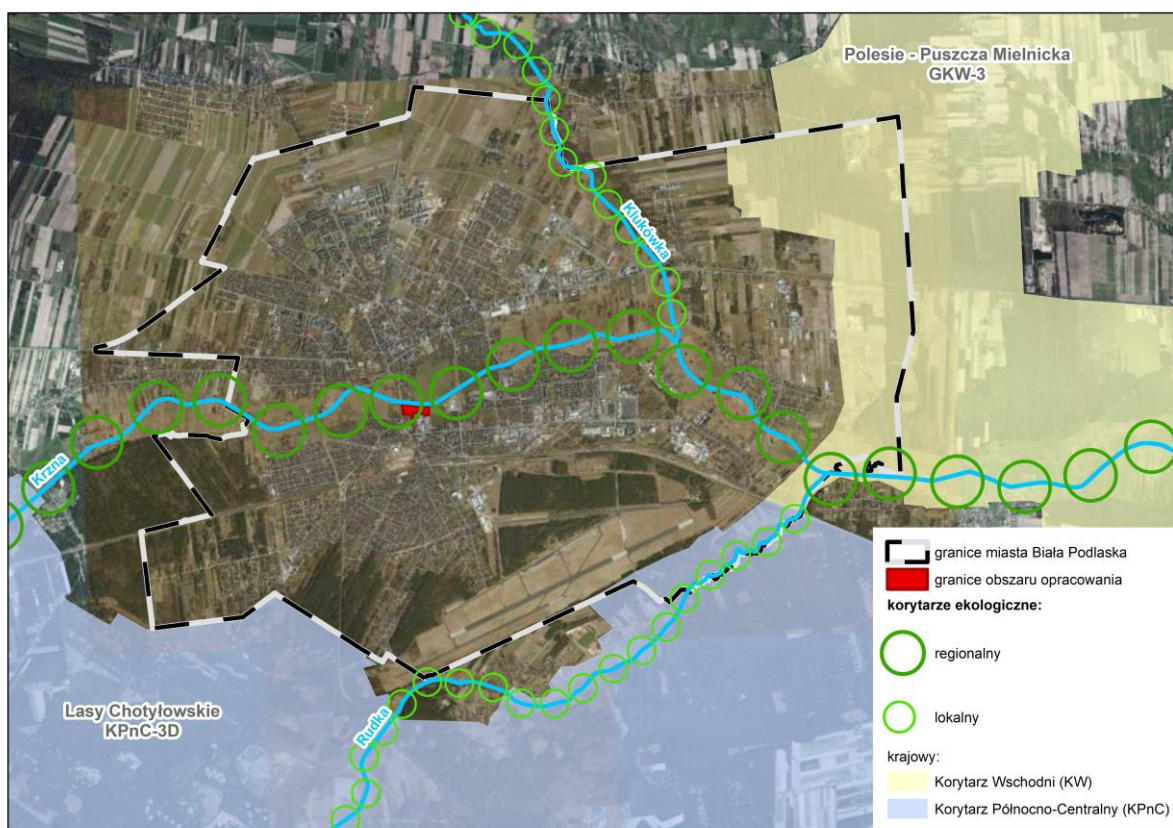 Polesie - Puszcza Mielnicka
GKW-3
Klukówka
Krzna
Rudka
Lasy Chotyłowskie
KPnC-3D
granice miasta Biała Podlaska
granice obszaru opracowania
korytarze ekologiczne:
regionalny
lokalny
krajowy:
Korytarz Wschodni (KW)
Korytarz Północno-Centralny (KPnC)